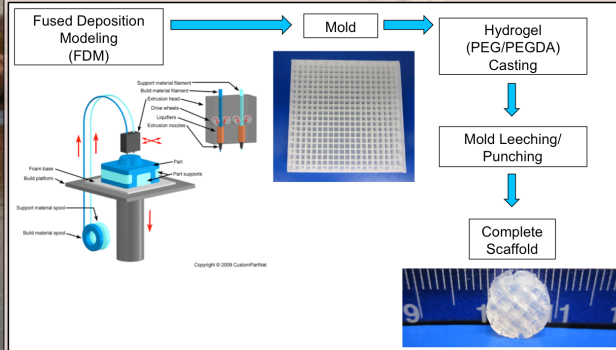 Fused Deposition
Modeling
(FDM)
Mold
Hydrogel
(PEG/PEGDA)
Casting
Support material filament
Build material filament
Extrusion head
Drive wheels
Liquifiers
Extrusion nozzles
Foam base
Build platform
Part
Part supports
Support material spool
Build material spool
Copyright © 2008 CustomPartNet
Mold Leeching/
Punching
Complete
Scaffold
9
11